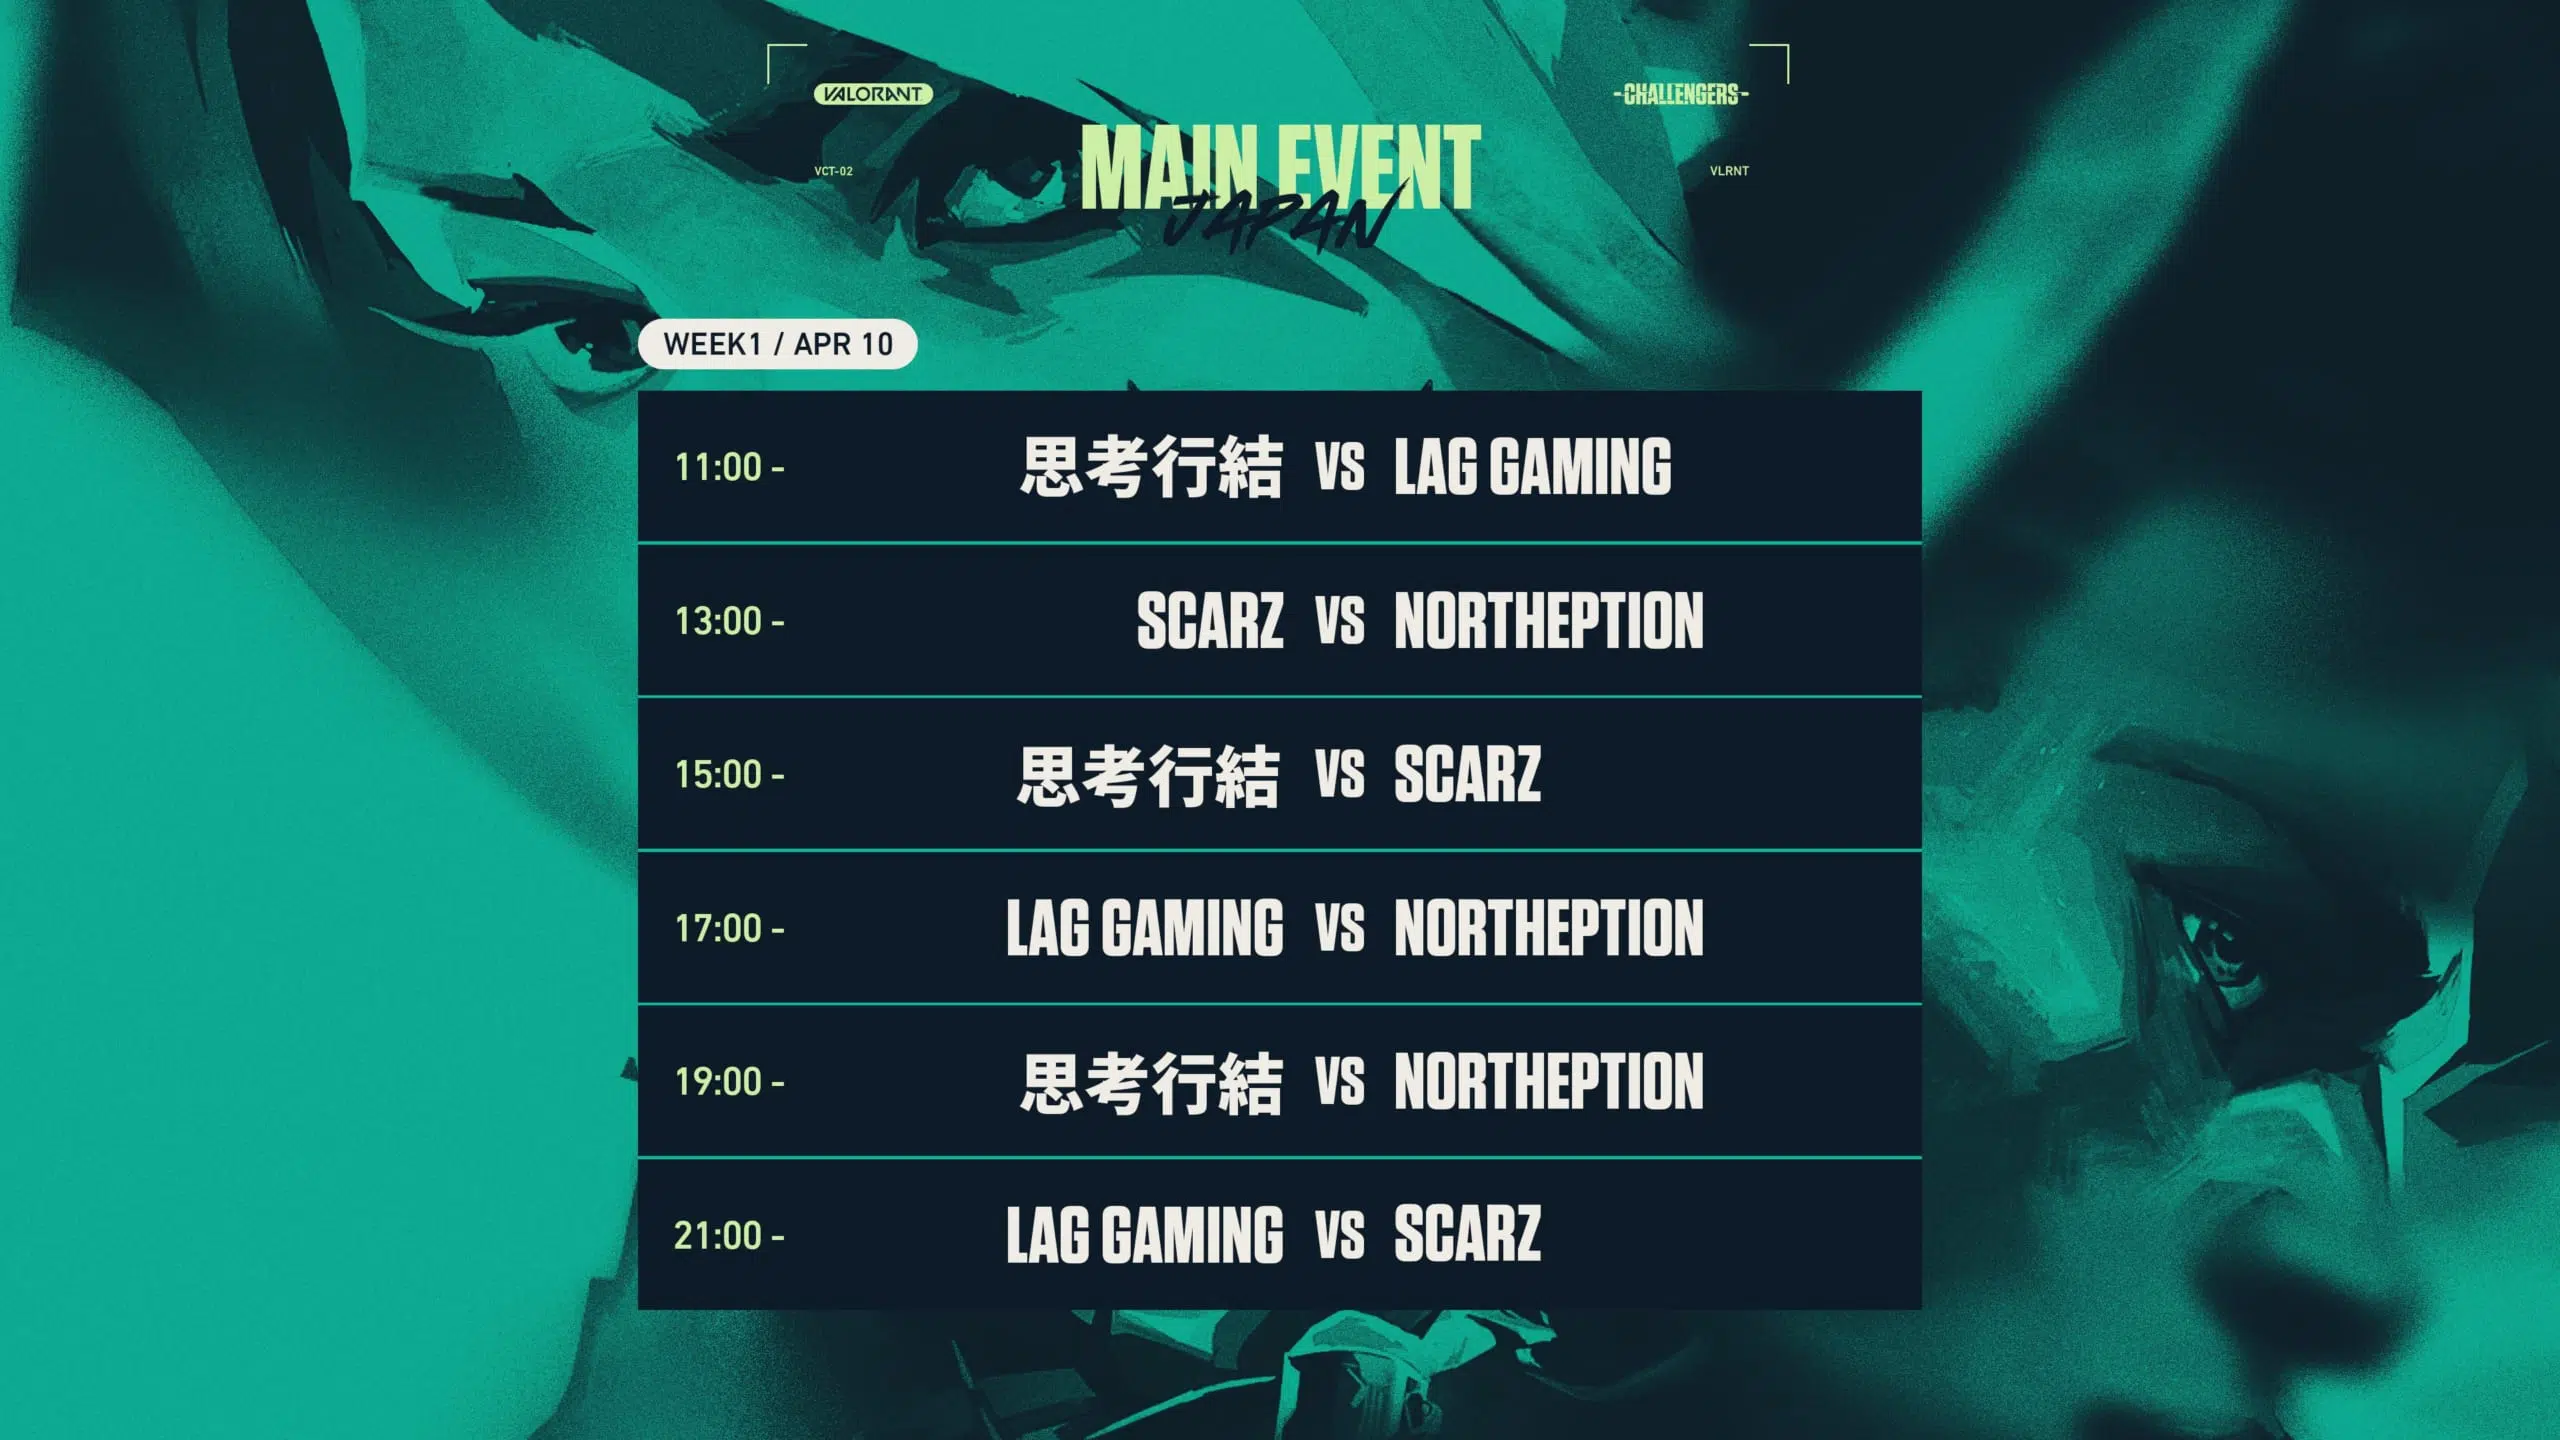 VALORANT
-CHALLENGERS-
MAIN EVENT
JAPAN
VCT-02
VLRNT
WEEK1 / APR 10
11:00 - 思考行結 VS LAG GAMING
13:00 - SCARZ VS NORTHEPTION
15:00 - 思考行結 VS SCARZ
17:00 - LAG GAMING VS NORTHEPTION
19:00 - 思考行結 VS NORTHEPTION
21:00 - LAG GAMING VS SCARZ